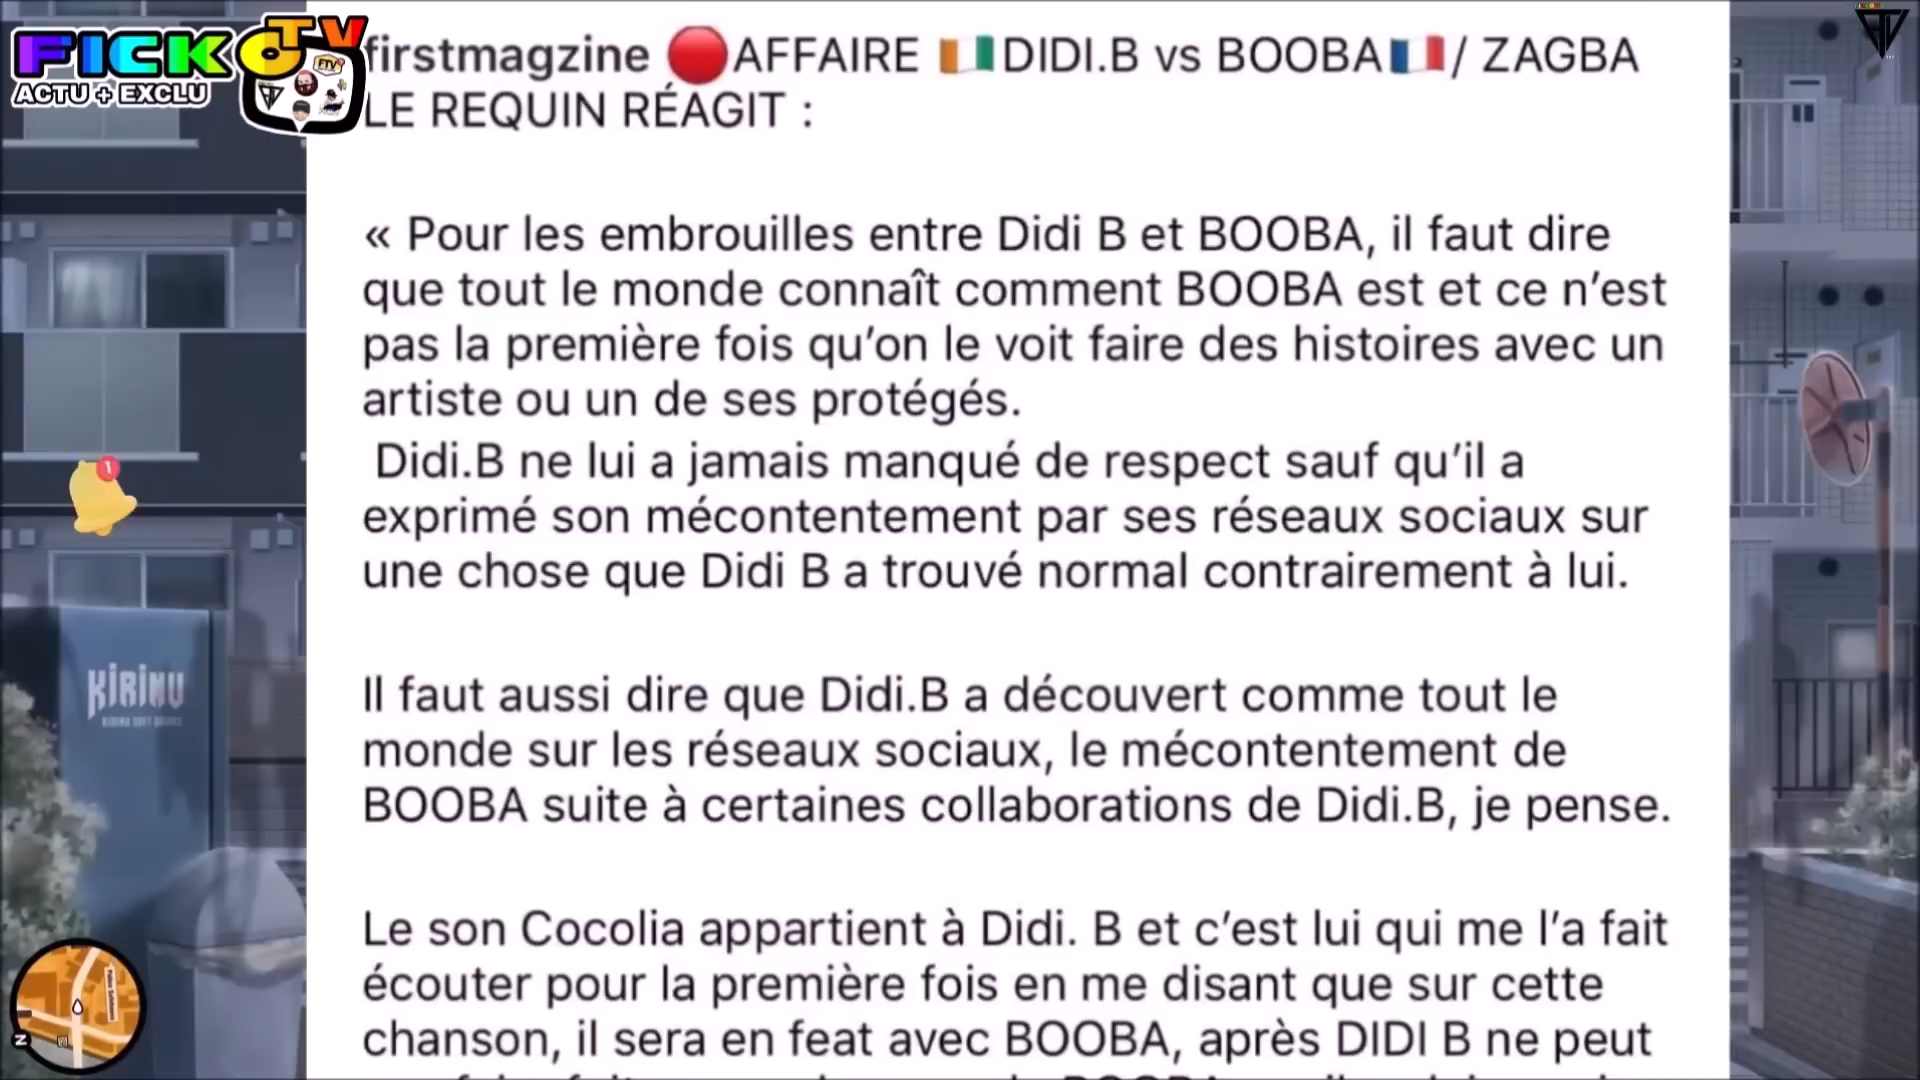 FICKO TV
ACTU + EXCLU
FTV
firstmagzine 🔴AFFAIRE 🇨🇮DIDI.B vs BOOBA🇫🇷/ ZAGBA
LE REQUIN RÉAGIT :
« Pour les embrouilles entre Didi B et BOOBA, il faut dire
que tout le monde connaît comment BOOBA est et ce n’est
pas la première fois qu’on le voit faire des histoires avec un
artiste ou un de ses protégés.
Didi.B ne lui a jamais manqué de respect sauf qu’il a
exprimé son mécontentement par ses réseaux sociaux sur
une chose que Didi B a trouvé normal contrairement à lui.
Il faut aussi dire que Didi.B a découvert comme tout le
monde sur les réseaux sociaux, le mécontentement de
BOOBA suite à certaines collaborations de Didi.B, je pense.
Le son Cocolia appartient à Didi. B et c’est lui qui me l’a fait
écouter pour la première fois en me disant que sur cette
chanson, il sera en feat avec BOOBA, après DIDI B ne peut
1
KIRINU
N